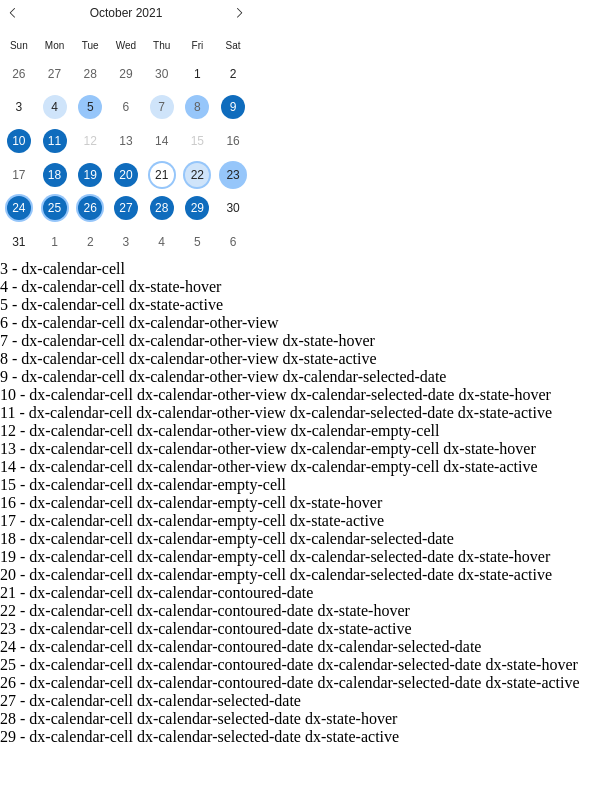 October 2021
Sun Mon Tue Wed Thu Fri Sat
26 27 28 29 30 1 2
3 4 5 6 7 8 9
10 11 12 13 14 15 16
17 18 19 20 21 22 23
24 25 26 27 28 29 30
31 1 2 3 4 5 6
3 - dx-calendar-cell
4 - dx-calendar-cell dx-state-hover
5 - dx-calendar-cell dx-state-active
6 - dx-calendar-cell dx-calendar-other-view
7 - dx-calendar-cell dx-calendar-other-view dx-state-hover
8 - dx-calendar-cell dx-calendar-other-view dx-state-active
9 - dx-calendar-cell dx-calendar-other-view dx-calendar-selected-date
10 - dx-calendar-cell dx-calendar-other-view dx-calendar-selected-date dx-state-hover
11 - dx-calendar-cell dx-calendar-other-view dx-calendar-selected-date dx-state-active
12 - dx-calendar-cell dx-calendar-other-view dx-calendar-empty-cell
13 - dx-calendar-cell dx-calendar-other-view dx-calendar-empty-cell dx-state-hover
14 - dx-calendar-cell dx-calendar-other-view dx-calendar-empty-cell dx-state-active
15 - dx-calendar-cell dx-calendar-empty-cell
16 - dx-calendar-cell dx-calendar-empty-cell dx-state-hover
17 - dx-calendar-cell dx-calendar-empty-cell dx-state-active
18 - dx-calendar-cell dx-calendar-empty-cell dx-calendar-selected-date
19 - dx-calendar-cell dx-calendar-empty-cell dx-calendar-selected-date dx-state-hover
20 - dx-calendar-cell dx-calendar-empty-cell dx-calendar-selected-date dx-state-active
21 - dx-calendar-cell dx-calendar-contoured-date
22 - dx-calendar-cell dx-calendar-contoured-date dx-state-hover
23 - dx-calendar-cell dx-calendar-contoured-date dx-state-active
24 - dx-calendar-cell dx-calendar-contoured-date dx-calendar-selected-date
25 - dx-calendar-cell dx-calendar-contoured-date dx-calendar-selected-date dx-state-hover
26 - dx-calendar-cell dx-calendar-contoured-date dx-calendar-selected-date dx-state-active
27 - dx-calendar-cell dx-calendar-selected-date
28 - dx-calendar-cell dx-calendar-selected-date dx-state-hover
29 - dx-calendar-cell dx-calendar-selected-date dx-state-active